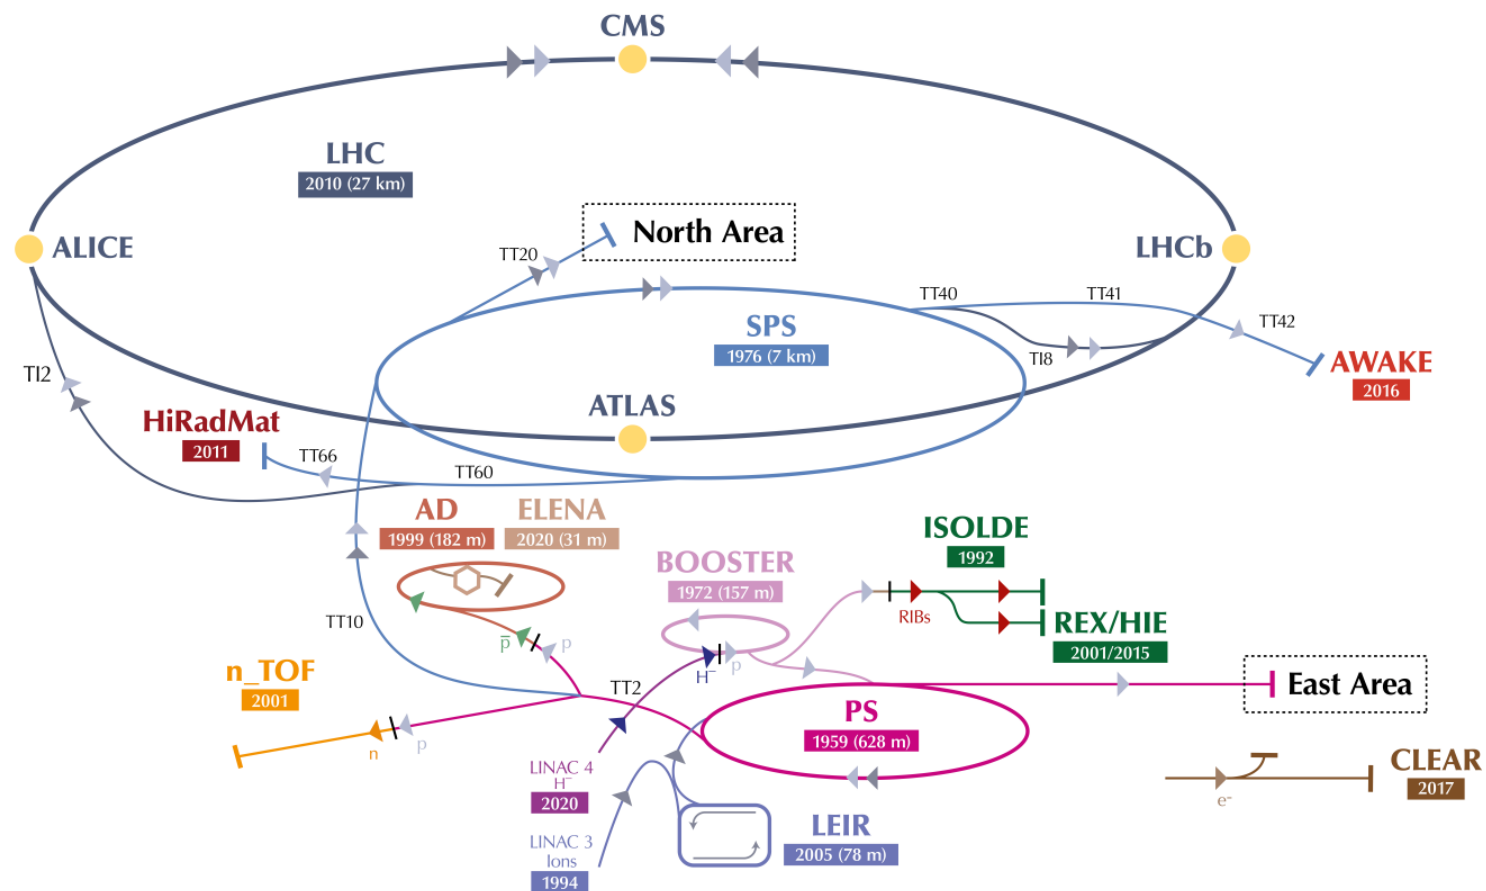 CMS
LHC
2010 (27 km)
North Area
TT20
ALICE
LHCb
TT40
TT41
TT42
SPS
1976 (7 km)
TI8
AWAKE
2016
TI2
ATLAS
HiRadMat
2011
TT66
TT60
AD
1999 (182 m)
ELENA
2020 (31 m)
ISOLDE
1992
BOOSTER
1972 (157 m)
RIBs
REX/HIE
2001/2015
TT10
p̅
p
H⁻
p
n_TOF
2001
TT2
East Area
PS
1959 (628 m)
n
p
LINAC 4
H⁻
2020
CLEAR
2017
e⁻
LINAC 3
Ions
1994
LEIR
2005 (78 m)